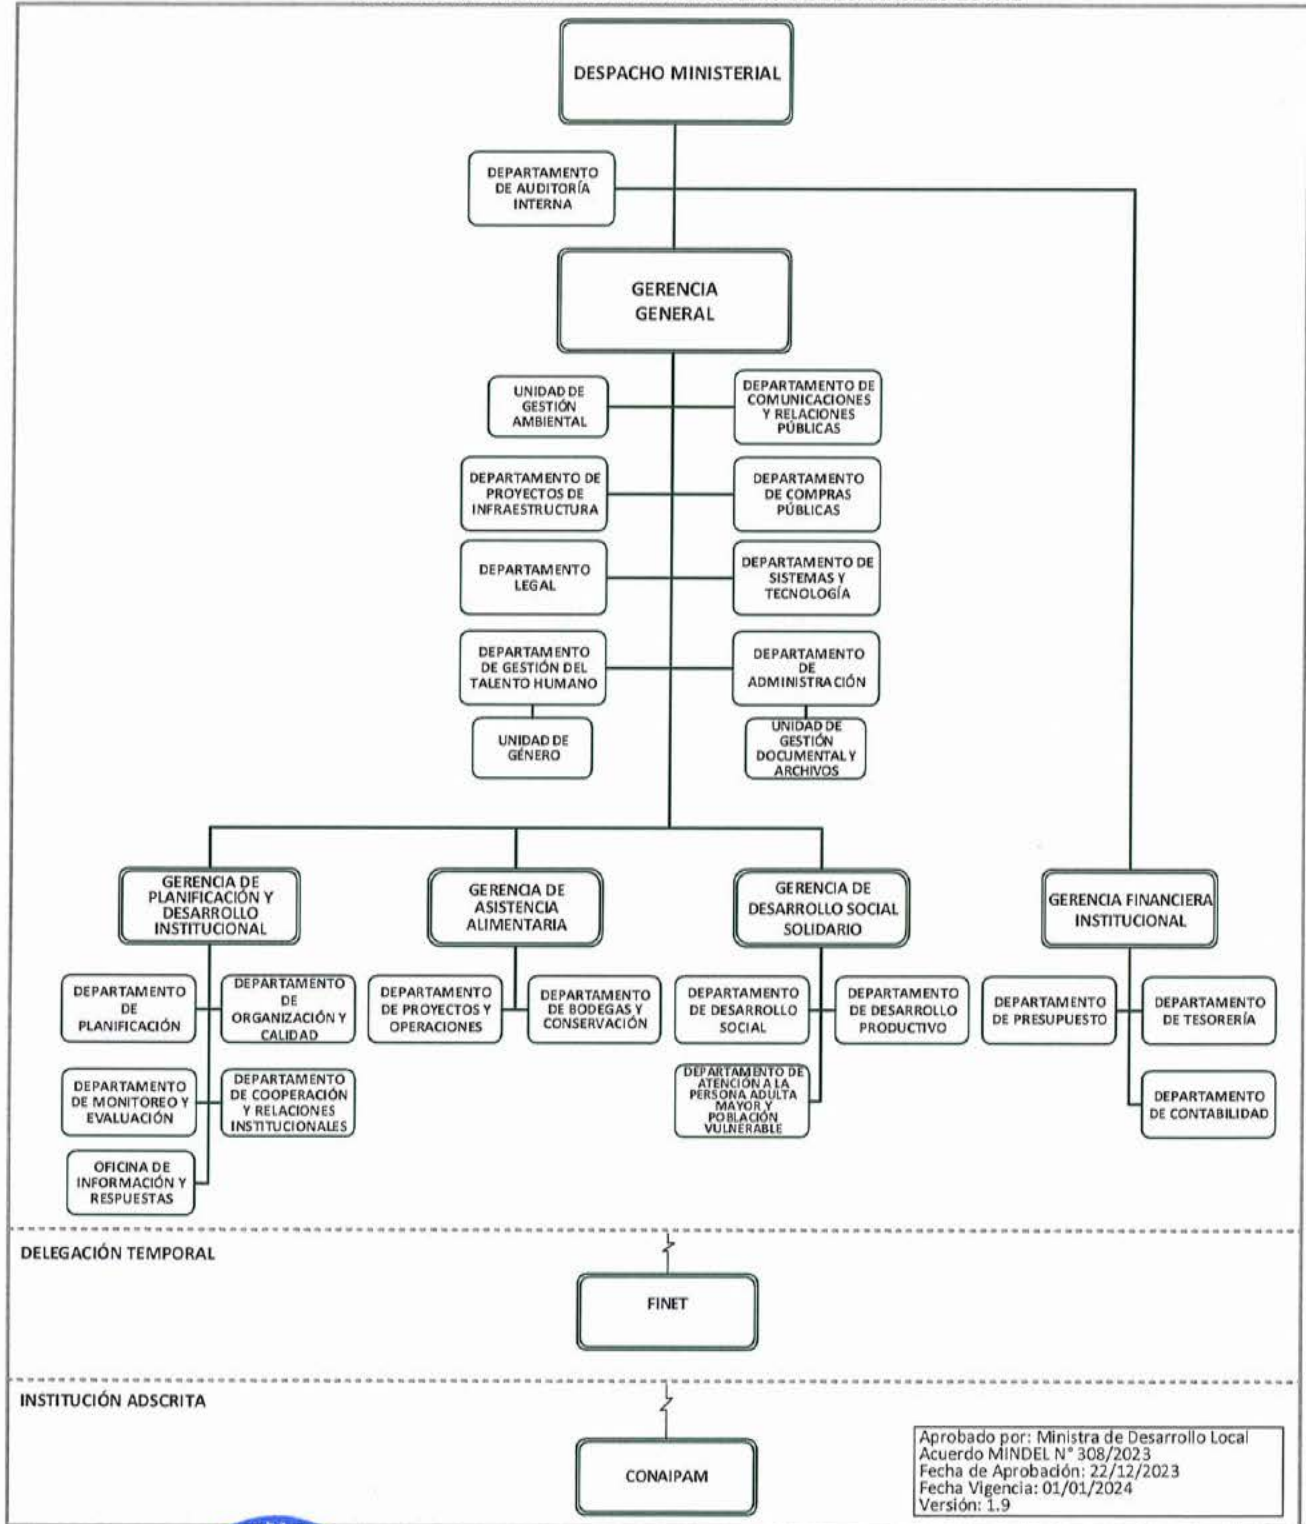 DESPACHO MINISTERIAL
DEPARTAMENTO
DE AUDITORÍA
INTERNA
GERENCIA
GENERAL
UNIDAD DE
GESTIÓN
AMBIENTAL
DEPARTAMENTO DE
COMUNICACIONES
Y RELACIONES
PÚBLICAS
DEPARTAMENTO DE
PROYECTOS DE
INFRAESTRUCTURA
DEPARTAMENTO
DE COMPRAS
PÚBLICAS
DEPARTAMENTO
LEGAL
DEPARTAMENTO DE
SISTEMAS Y
TECNOLOGÍA
DEPARTAMENTO
DE GESTIÓN DEL
TALENTO HUMANO
DEPARTAMENTO
DE
ADMINISTRACIÓN
UNIDAD DE
GÉNERO
UNIDAD DE
GESTIÓN
DOCUMENTAL Y
ARCHIVOS
GERENCIA DE
PLANIFICACIÓN Y
DESARROLLO
INSTITUCIONAL
GERENCIA DE
ASISTENCIA
ALIMENTARIA
GERENCIA DE
DESARROLLO SOCIAL
SOLIDARIO
GERENCIA FINANCIERA
INSTITUCIONAL
DEPARTAMENTO
DE
PLANIFICACIÓN
DEPARTAMENTO
DE
ORGANIZACIÓN Y
CALIDAD
DEPARTAMENTO
DE PROYECTOS Y
OPERACIONES
DEPARTAMENTO
DE BODEGAS Y
CONSERVACIÓN
DEPARTAMENTO
DE DESARROLLO
SOCIAL
DEPARTAMENTO
DE DESARROLLO
PRODUCTIVO
DEPARTAMENTO
DE PRESUPUESTO
DEPARTAMENTO
DE TESORERÍA
DEPARTAMENTO
DE MONITOREO Y
EVALUACIÓN
DEPARTAMENTO
DE COOPERACIÓN
Y RELACIONES
INSTITUCIONALES
DEPARTAMENTO DE
ATENCIÓN A LA
PERSONA ADULTA
MAYOR Y
POBLACIÓN
VULNERABLE
DEPARTAMENTO
DE CONTABILIDAD
OFICINA DE
INFORMACIÓN Y
RESPUESTAS
DELEGACIÓN TEMPORAL
FINET
INSTITUCIÓN ADSCRITA
CONAIPAM
Aprobado por: Ministra de Desarrollo Local
Acuerdo MINDEL N° 308/2023
Fecha de Aprobación: 22/12/2023
Fecha Vigencia: 01/01/2024
Versión: 1.9